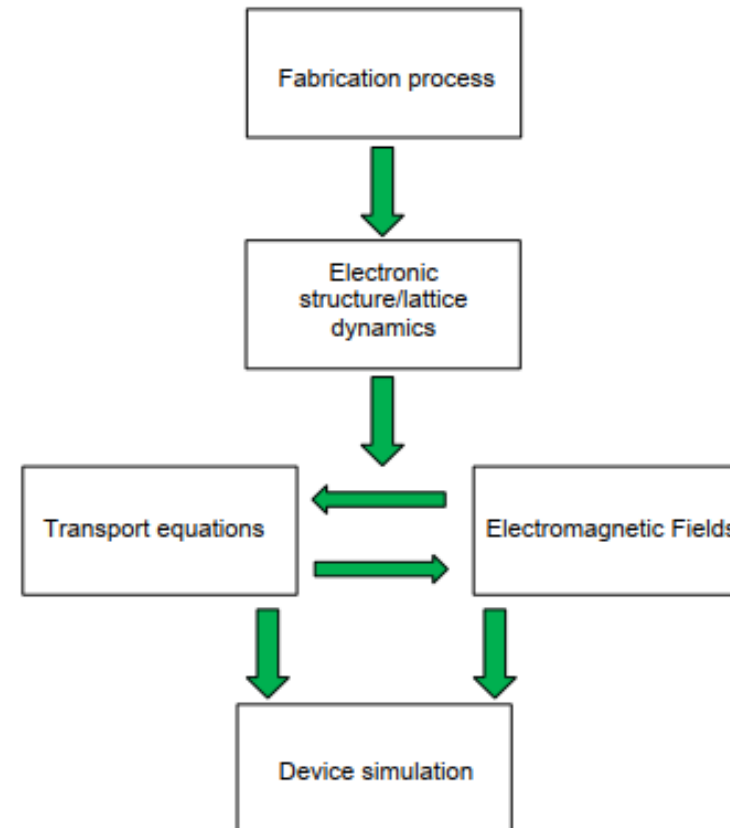 Fabrication process
Electronic
structure/lattice
dynamics
Transport equations
Electromagnetic Fields
Device simulation